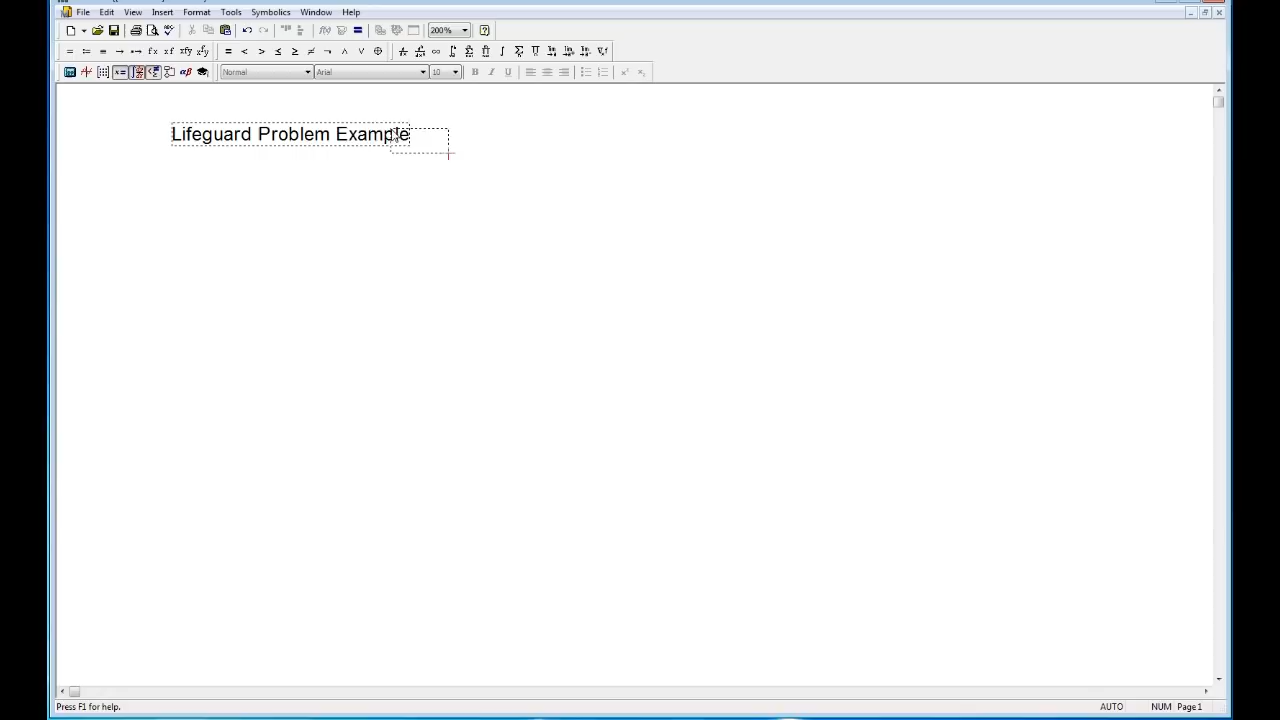 File Edit View Insert Format Tools Symbolics Window Help
200%
Normal Arial 10 B I U
Lifeguard Problem Example
Press F1 for help. AUTO NUM Page 1